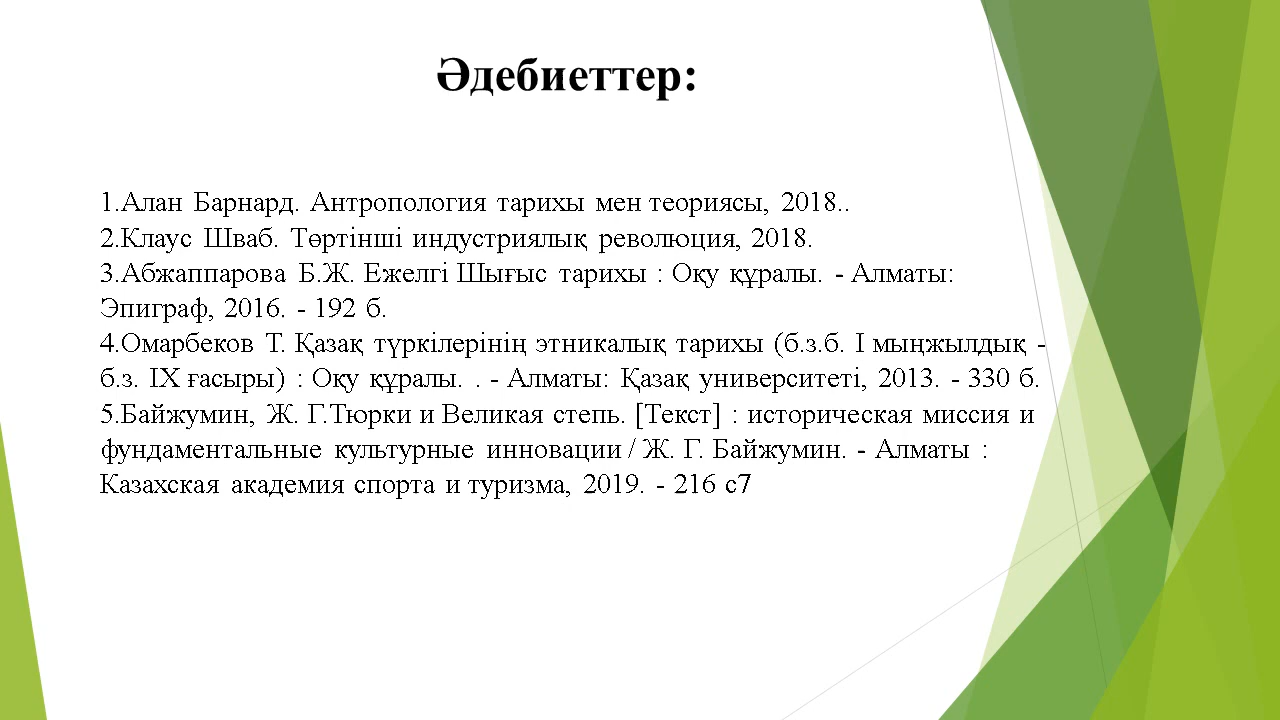 Әдебиеттер:
1.Алан Барнард. Антропология тарихы мен теориясы, 2018..
2.Клаус Шваб. Төртінші индустриялық революция, 2018.
3.Абжаппарова Б.Ж. Ежелгі Шығыс тарихы : Оқу құралы. - Алматы:
Эпиграф, 2016. - 192 б.
4.Омарбеков Т. Қазақ түркілерінің этникалық тарихы (б.з.б. І мыңжылдық -
б.з. IX ғасыры) : Оқу құралы. . - Алматы: Қазақ университеті, 2013. - 330 б.
5.Байжумин, Ж. Г.Тюрки и Великая степь. [Текст] : историческая миссия и
фундаментальные культурные инновации / Ж. Г. Байжумин. - Алматы :
Казахская академия спорта и туризма, 2019. - 216 с7